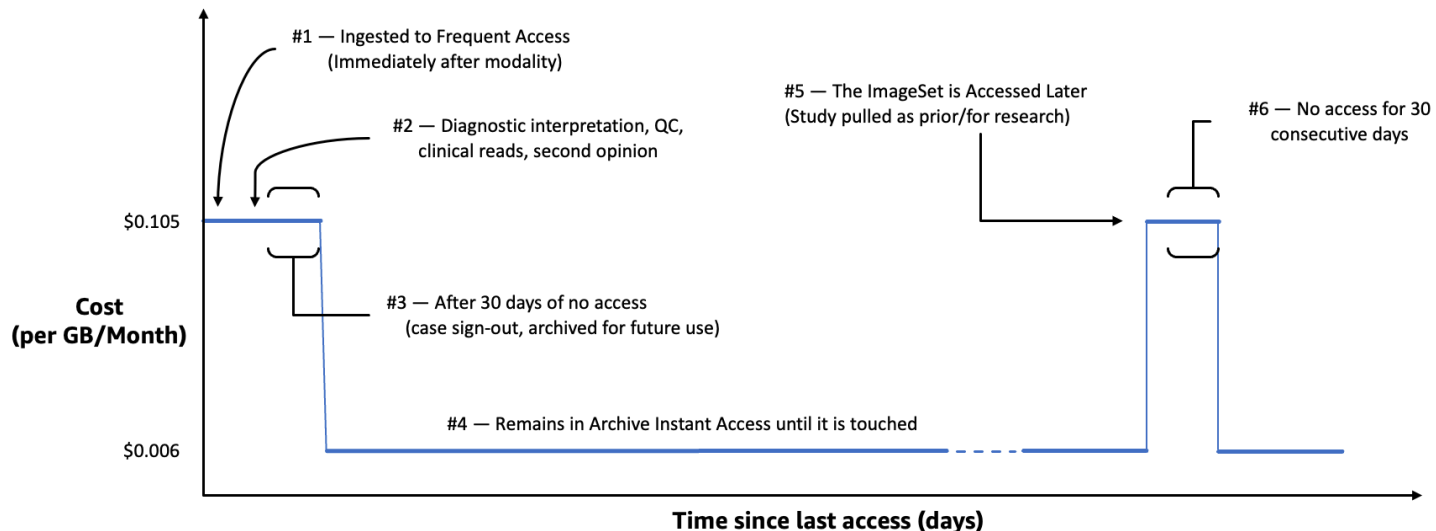 #1 — Ingested to Frequent Access
(Immediately after modality)
#2 — Diagnostic interpretation, QC,
clinical reads, second opinion
#5 — The ImageSet is Accessed Later
(Study pulled as prior/for research)
#6 — No access for 30
consecutive days
$0.105
Cost
(per GB/Month)
#3 — After 30 days of no access
(case sign-out, archived for future use)
#4 — Remains in Archive Instant Access until it is touched
$0.006
Time since last access (days)